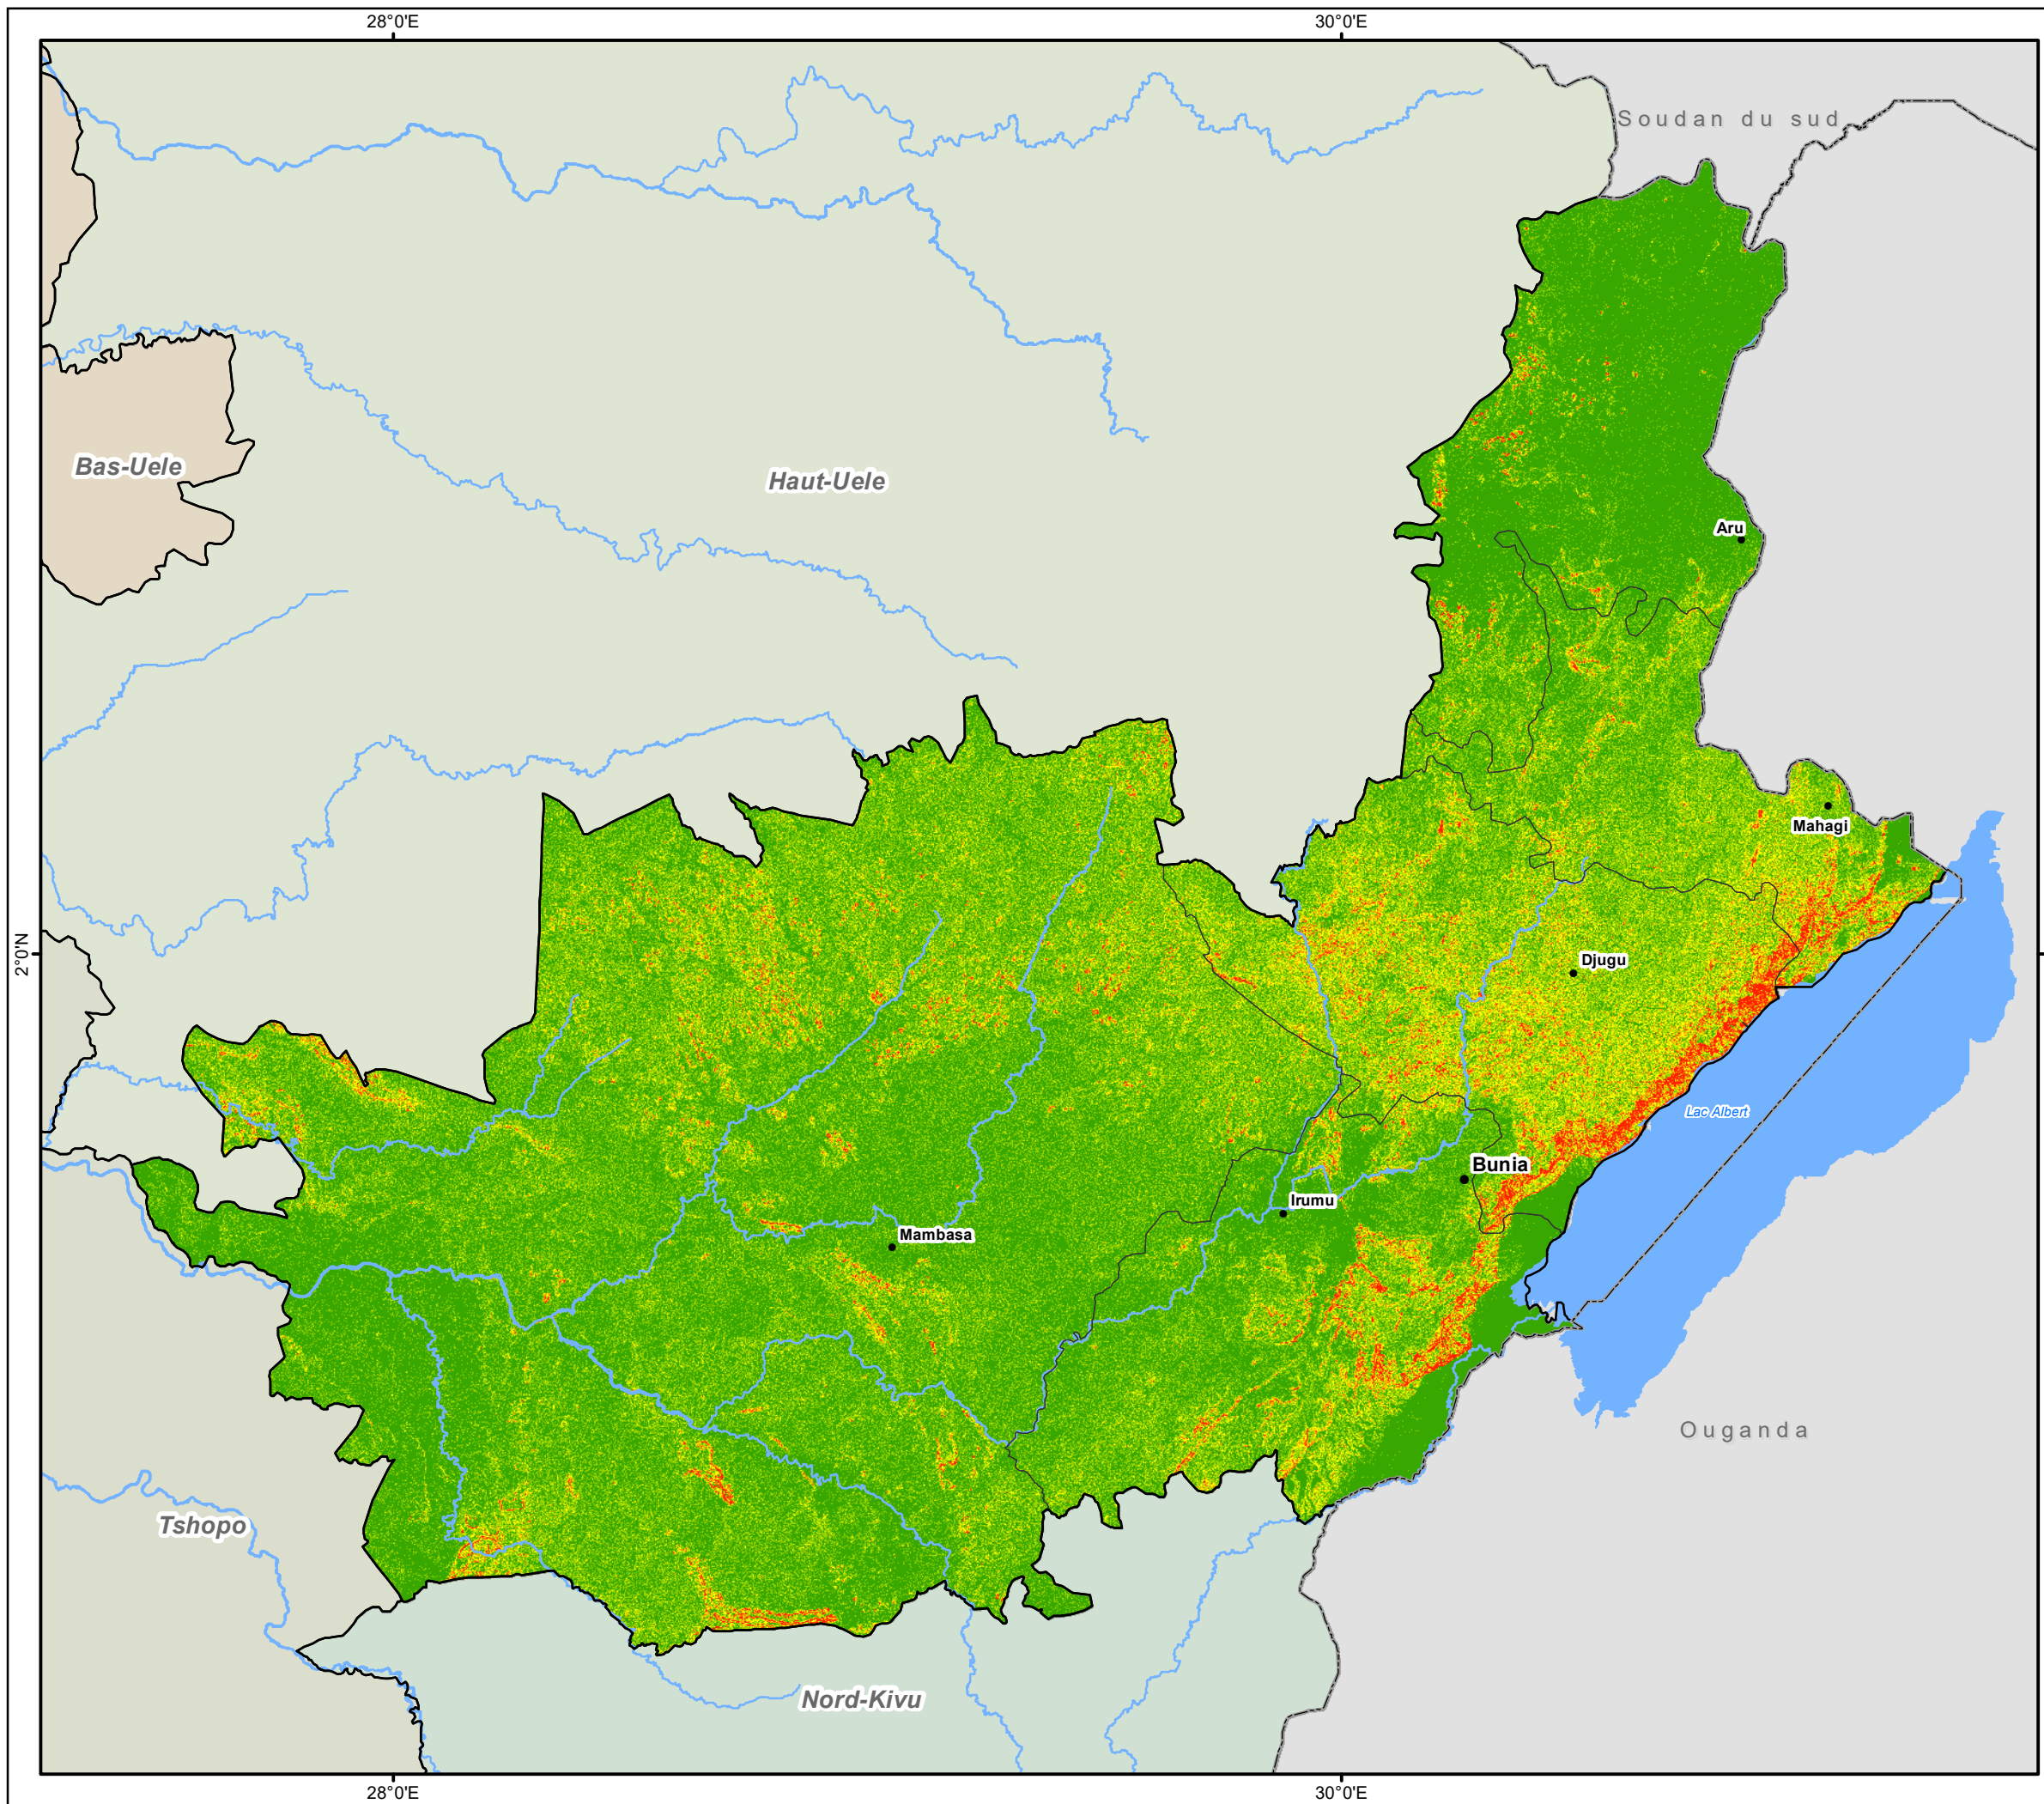 28°0'E
30°0'E
Soudan du sud
Bas-Uele
Haut-Uele
Aru
Mahagi
2°0'N
Djugu
Lac Albert
Bunia
Irumu
Mambasa
Ouganda
Tshopo
Nord-Kivu
28°0'E
30°0'E